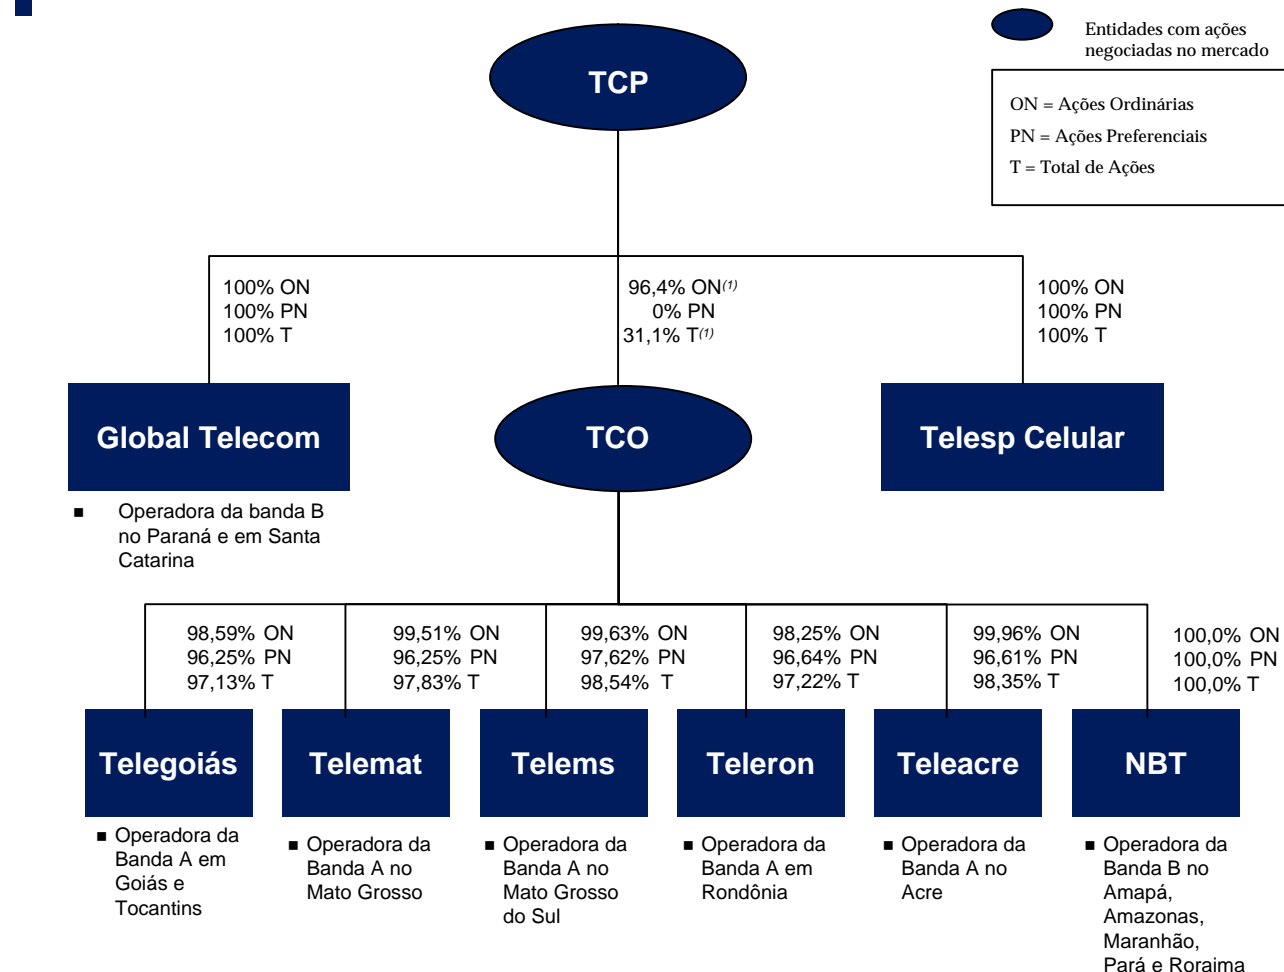 Entidades com ações
negociadas no mercado
TCP
ON = Ações Ordinárias
PN = Ações Preferenciais
T = Total de Ações
100% ON
100% PN
100% T
96,4% ON(1)
0% PN
31,1% T(1)
100% ON
100% PN
100% T
Global Telecom
TCO
Telesp Celular
■ Operadora da banda B
no Paraná e em Santa
Catarina
98,59% ON
96,25% PN
97,13% T
99,51% ON
96,25% PN
97,83% T
99,63% ON
97,62% PN
98,54% T
98,25% ON
96,64% PN
97,22% T
99,96% ON
96,61% PN
98,35% T
100,0% ON
100,0% PN
100,0% T
Telegoiás
Telemat
Telems
Teleron
Teleacre
NBT
■ Operadora da
Banda A em
Goiás e
Tocantins
■ Operadora da
Banda A no
Mato Grosso
■ Operadora da
Banda A no
Mato Grosso
do Sul
■ Operadora da
Banda A em
Rondônia
■ Operadora da
Banda A no
Acre
■ Operadora da
Banda B no
Amapá,
Amazonas,
Maranhão,
Pará e Roraima